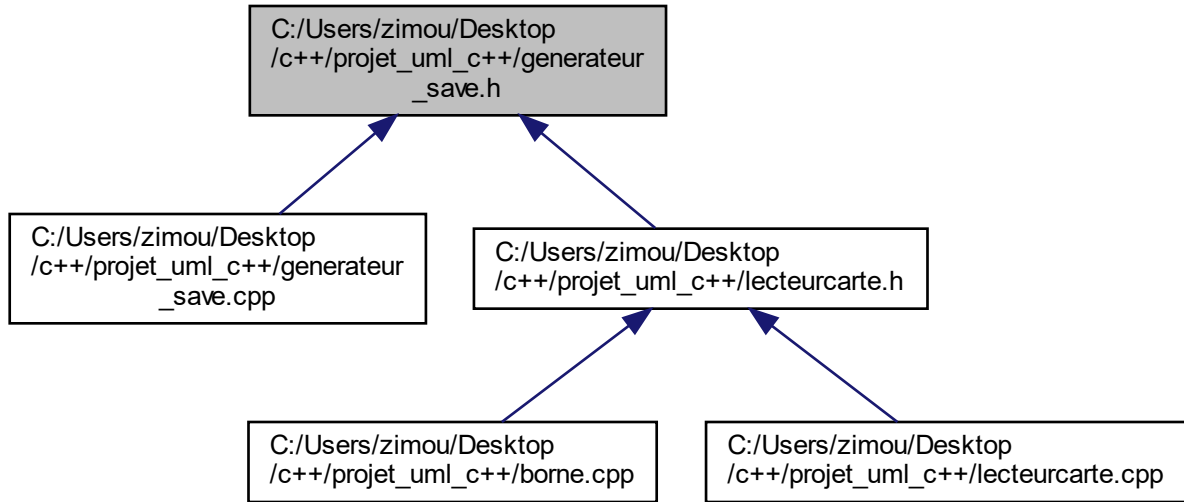 C:/Users/zimou/Desktop
/c++/projet_uml_c++/generateur
_save.h
C:/Users/zimou/Desktop
/c++/projet_uml_c++/generateur
_save.cpp
C:/Users/zimou/Desktop
/c++/projet_uml_c++/lecteurcarte.h
C:/Users/zimou/Desktop
/c++/projet_uml_c++/borne.cpp
C:/Users/zimou/Desktop
/c++/projet_uml_c++/lecteurcarte.cpp